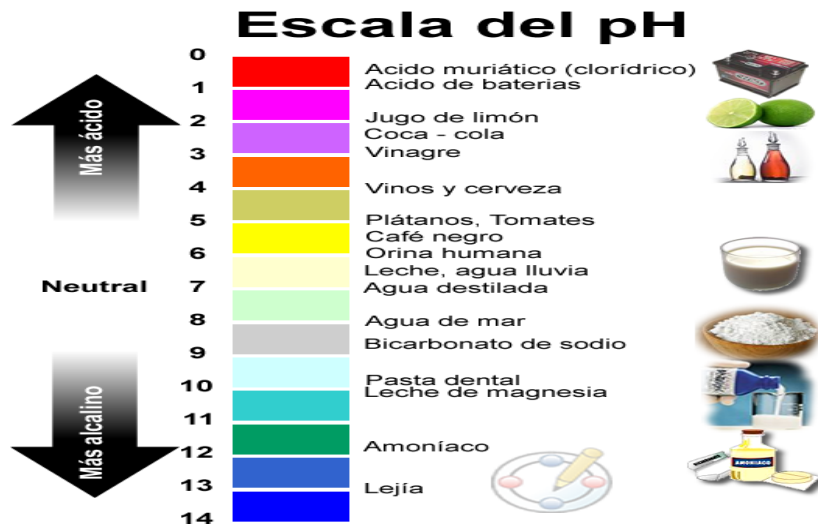 Escala del pH
0
Acido muriático (clorídrico)
1
Acido de baterias
2
Jugo de limón
Coca - cola
3
Vinagre
4
Vinos y cerveza
5
Plátanos, Tomates
Café negro
6
Orina humana
Leche, agua lluvia
7
Agua destilada
8
Agua de mar
9
Bicarbonato de sodio
10
Pasta dental
Leche de magnesia
11
12
Amoníaco
13
Lejía
14
Más ácido
Neutral
Más alcalino
AMONIACO